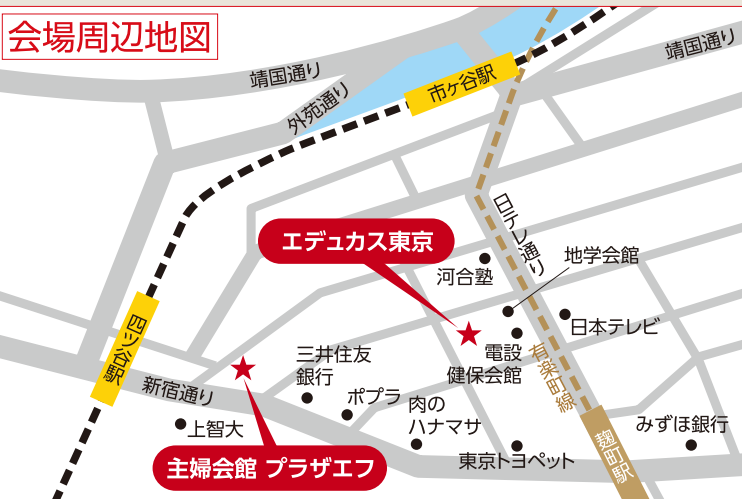 会場周辺地図
靖国通り
靖国通り
外苑通り
市ヶ谷駅
日テレ通り
エデュカス東京
河合塾
地学会館
日本テレビ
電設
健保会館
有楽町線
四ツ谷駅
新宿通り
三井住友
銀行
ポプラ
肉の
ハナマサ
上智大
主婦会館 プラザエフ
東京トヨペット
麹町駅
みずほ銀行